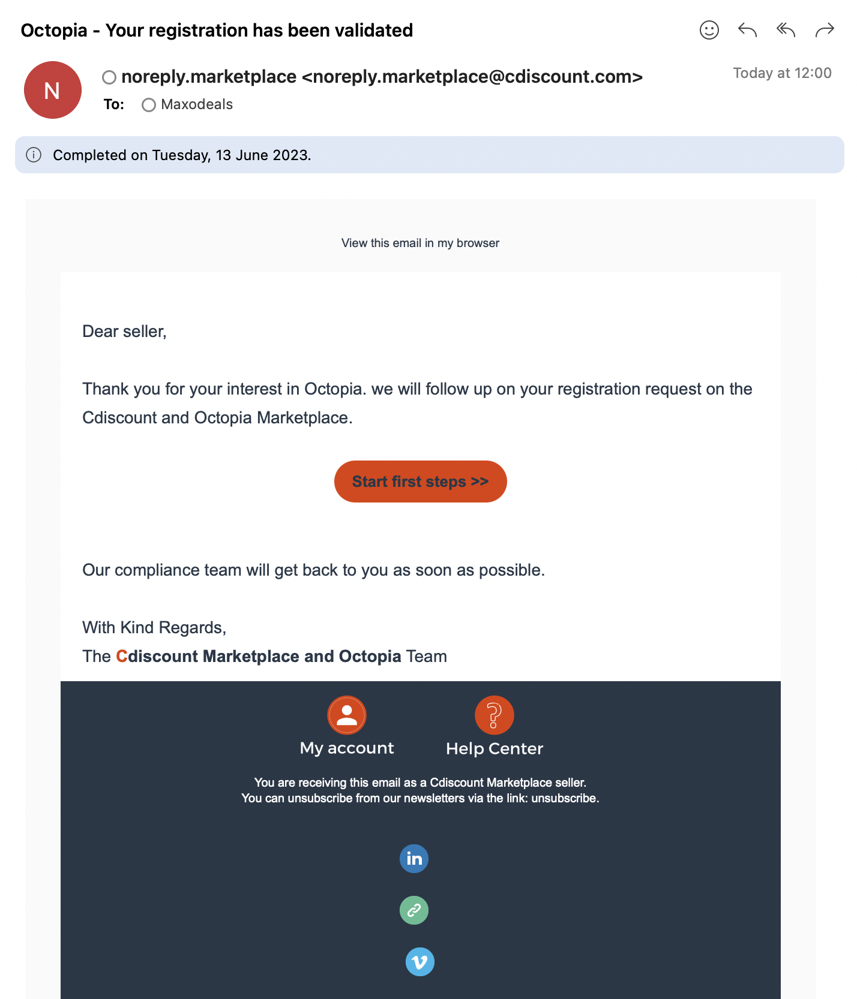 Octopia - Your registration has been validated
N
noreply.marketplace <noreply.marketplace@cdiscount.com>
Today at 12:00
To: Maxodeals
Completed on Tuesday, 13 June 2023.
View this email in my browser
Dear seller,
Thank you for your interest in Octopia. we will follow up on your registration request on the
Cdiscount and Octopia Marketplace.
Start first steps >>
Our compliance team will get back to you as soon as possible.
With Kind Regards,
The Cdiscount Marketplace and Octopia Team
My account
Help Center
You are receiving this email as a Cdiscount Marketplace seller.
You can unsubscribe from our newsletters via the link: unsubscribe.
in